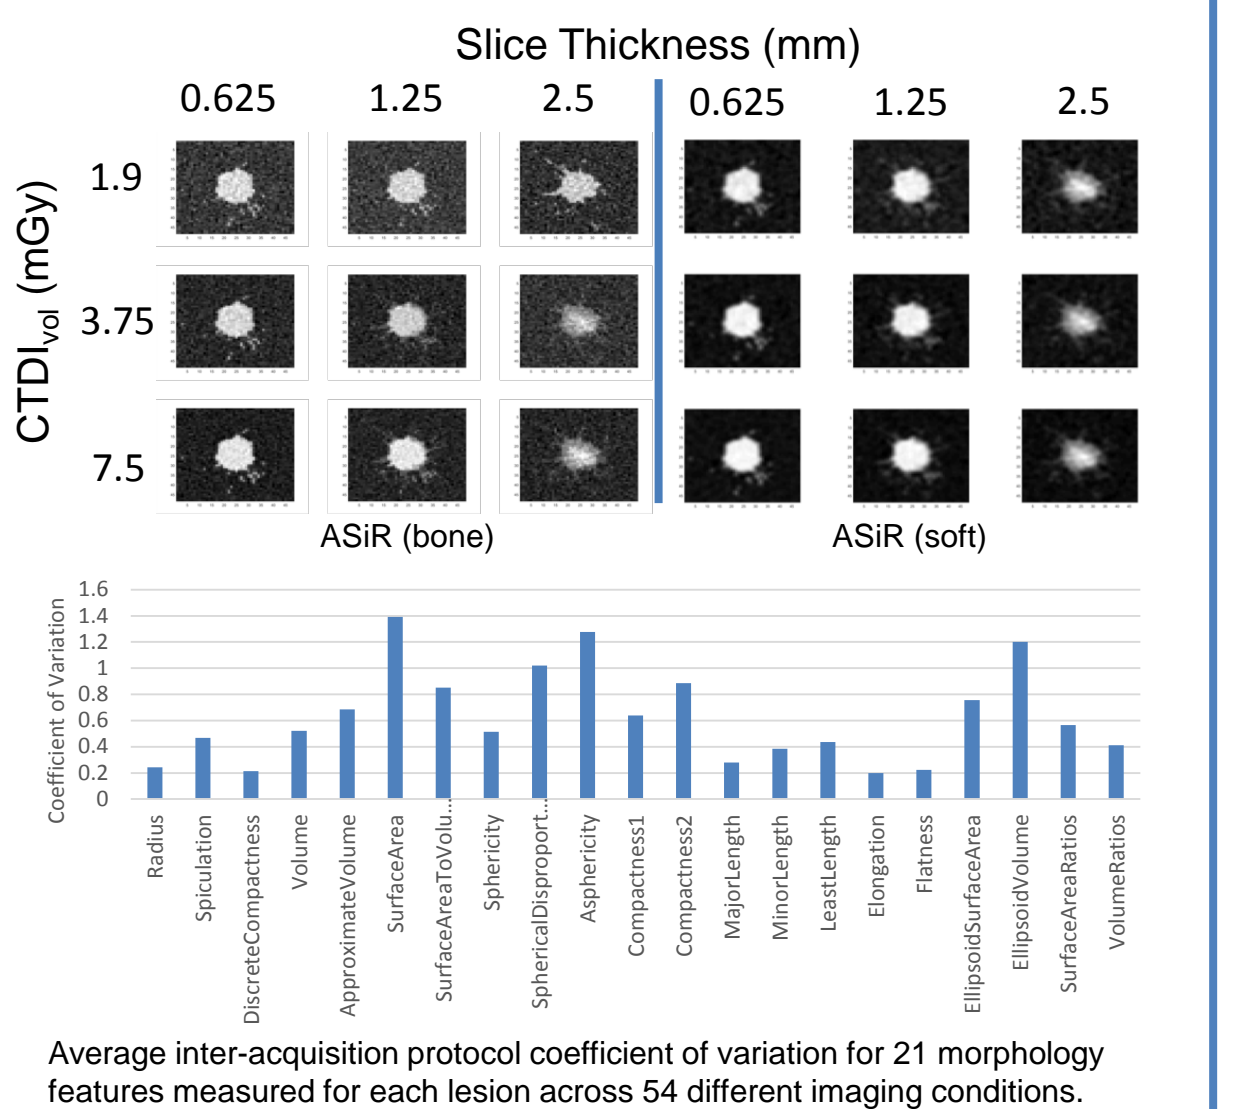 Slice Thickness (mm)
0.625 1.25 2.5 0.625 1.25 2.5
CTDIvol (mGy)
1.9
3.75
7.5
ASiR (bone) ASiR (soft)
Coefficient of Variation
1.6
1.4
1.2
1
0.8
0.6
0.4
0.2
0
Radius
Spiculation
DiscreteCompactness
Volume
ApproximateVolume
SurfaceArea
SurfaceAreaToVolu...
Sphericity
SphericalDisproport...
Asphericity
Compactness1
Compactness2
MajorLength
MinorLength
LeastLength
Elongation
Flatness
EllipsoidSurfaceArea
EllipsoidVolume
SurfaceAreaRatios
VolumeRatios
Average inter-acquisition protocol coefficient of variation for 21 morphology
features measured for each lesion across 54 different imaging conditions.